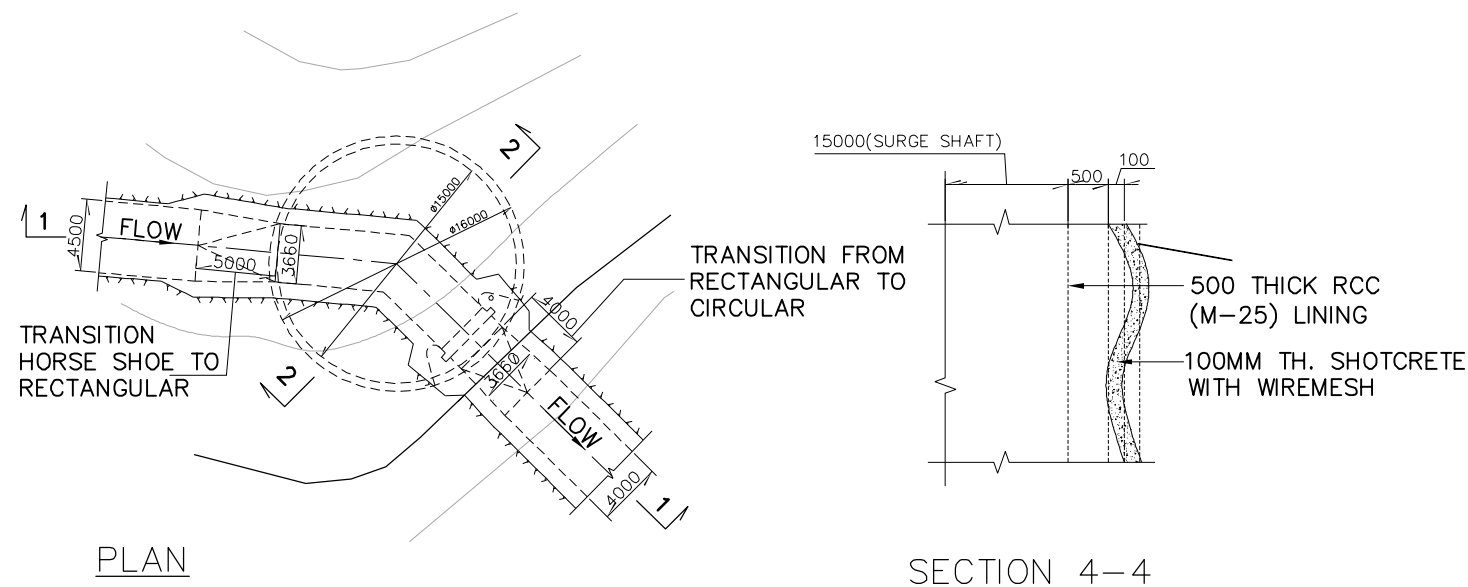 2
ø15000
ø16000
1
4500
FLOW
5000
3660
TRANSITION
HORSE SHOE TO
RECTANGULAR
2
TRANSITION FROM
RECTANGULAR TO
CIRCULAR
4000
3660
FLOW
4000
1
PLAN
15000(SURGE SHAFT)
500
100
500 THICK RCC
(M-25) LINING
100MM TH. SHOTCRETE
WITH WIREMESH
SECTION 4-4